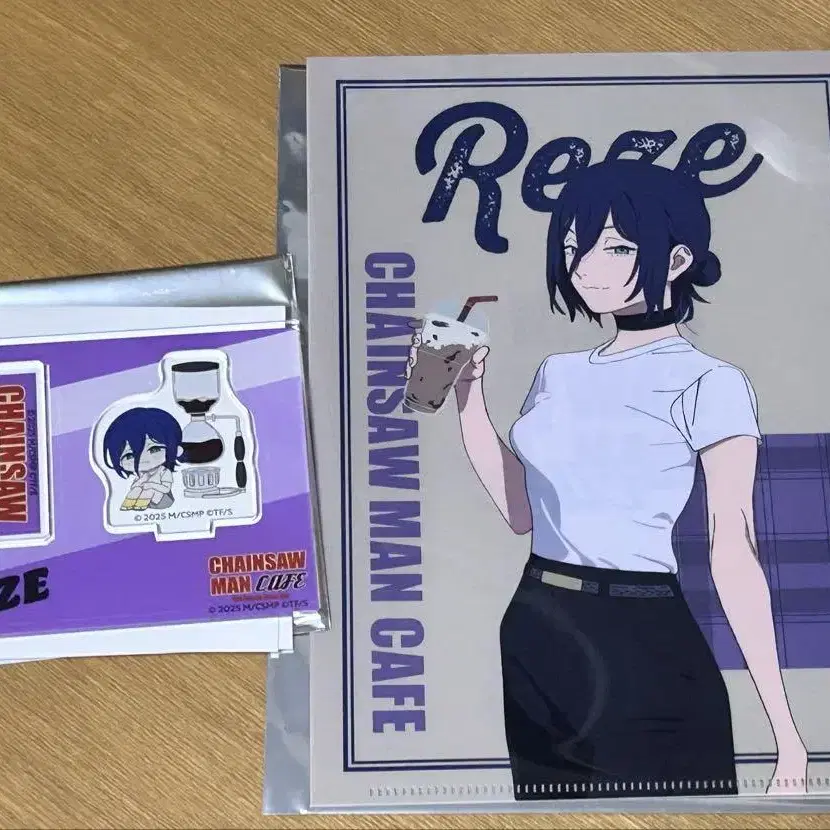 Reze
CHAINSAW MAN CAFE
CHAINSAW
© 2025 M/CSMP ©TF/S
ZE
CHAINSAW
MAN CAFE
© 2025 M/CSMP ©TF/S